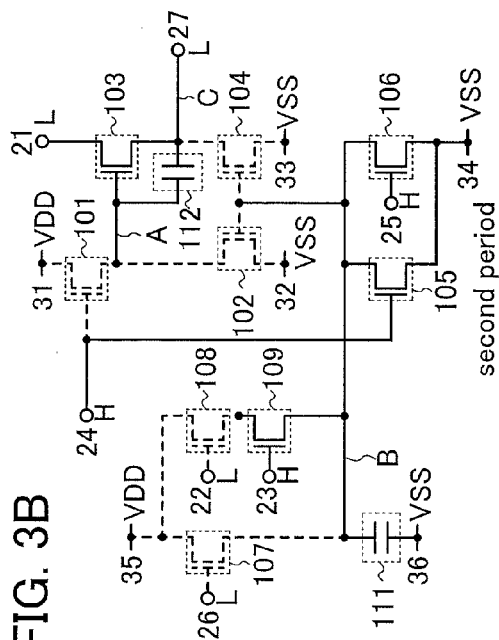 FIG. 3B
31
VDD
21
L
101
103
27
L
A
C
112
24
H
102
104
32
VSS
33
VSS
35
VDD
108
22
L
109
23
H
107
26
L
B
111
36
VSS
105
25
H
106
34
VSS
second period